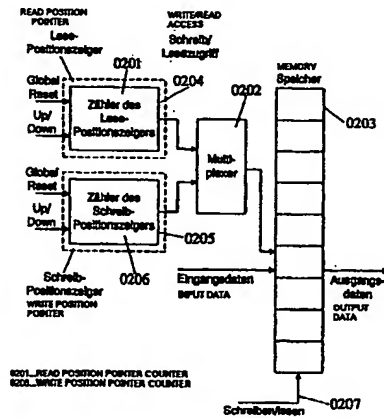 READ POSITION
POINTER
Lese-
Positionszeiger
WRITE/READ
ACCESS
Schreib/
Lesezugriff
0201
0204
0202
MEMORY
Speicher
0203
Global
Reset
Up/
Down
Zähler des
Lese-
Positionszeigers
Multi-
plexer
Global
Reset
Up/
Down
Zähler des
Schreib-
Positionszeigers
0205
0206
Schreib-
Positionszeiger
WRITE POSITION
POINTER
Eingangsdaten
INPUT DATA
Ausgangs-
daten
OUTPUT
DATA
0201...READ POSITION POINTER COUNTER
0206...WRITE POSITION POINTER COUNTER
0207
Schreiben/lesen